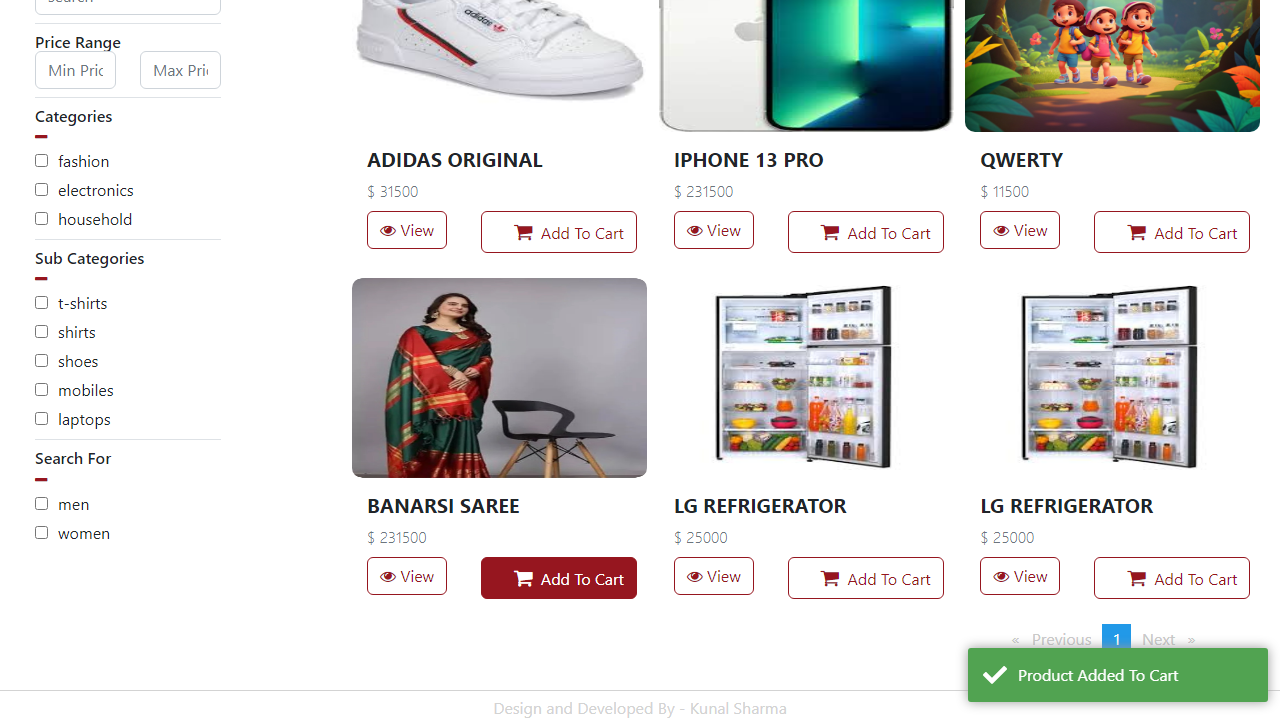 Search
Price Range
Min Pric
Max Pric
Categories
fashion
electronics
household
Sub Categories
t-shirts
shirts
shoes
mobiles
laptops
Search For
men
women
adidas
ADIDAS ORIGINAL
$ 31500
View
Add To Cart
IPHONE 13 PRO
$ 231500
View
Add To Cart
QWERTY
$ 11500
View
Add To Cart
BANARSI SAREE
$ 231500
View
Add To Cart
LG REFRIGERATOR
$ 25000
View
Add To Cart
LG REFRIGERATOR
$ 25000
View
Add To Cart
« Previous 1 Next »
Product Added To Cart
Design and Developed By - Kunal Sharma